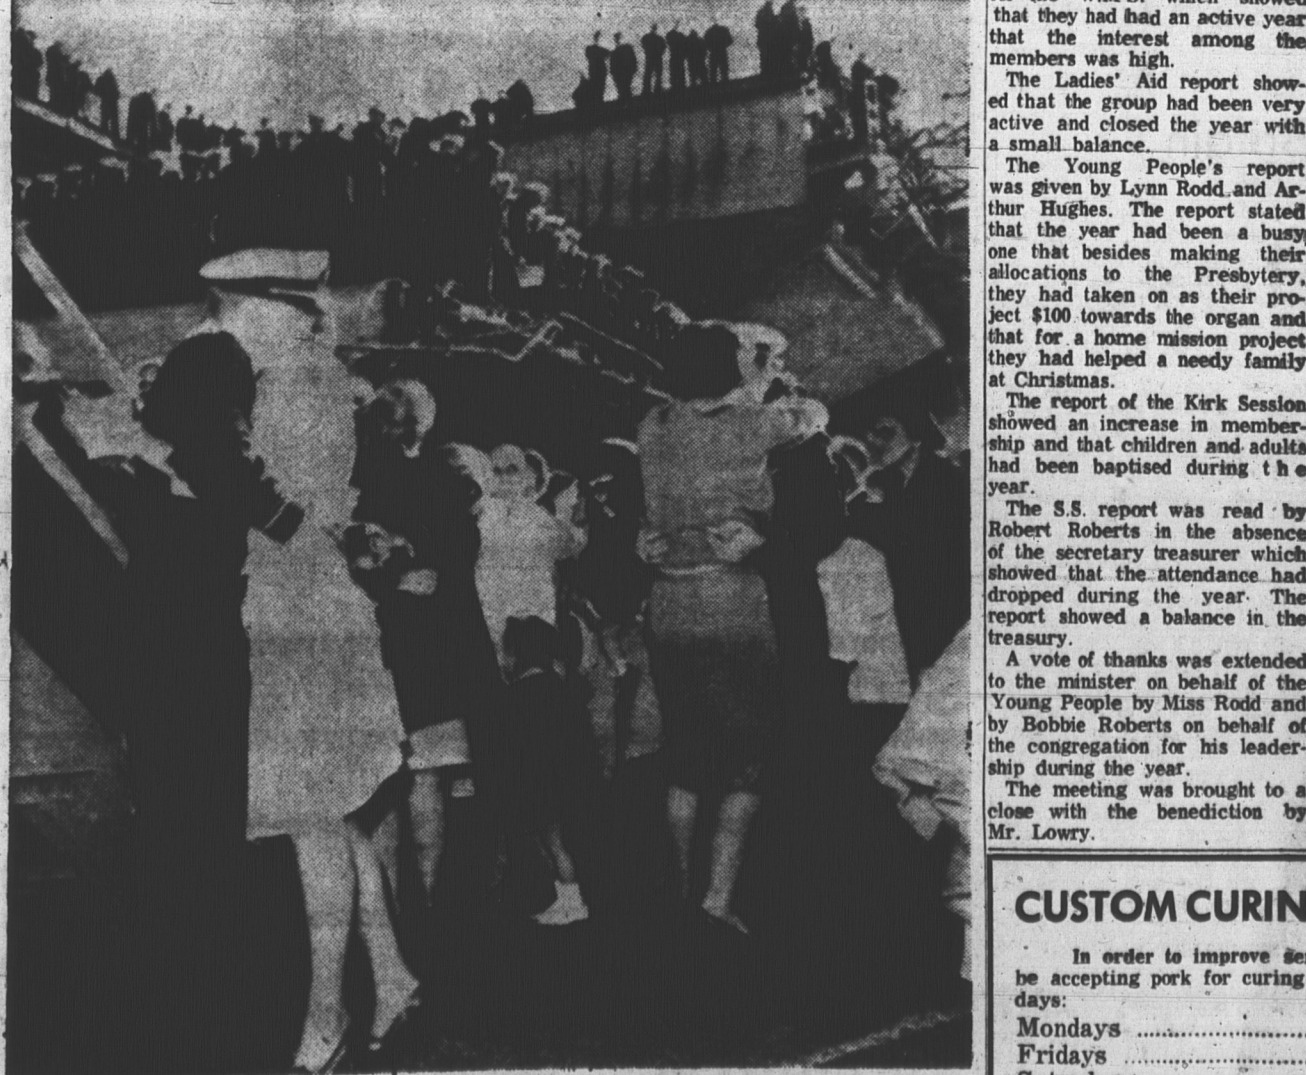 that they had had an active year
that the interest among the
members was high.
The Ladies' Aid report show-
ed that the group had been very
active and closed the year with
a small balance.
The Young People's report
was given by Lynn Rodd and Ar-
thur Hughes. The report stated
that the year had been a busy
one that besides making their
allocations to the Presbytery,
they had taken on as their pro-
ject $100 towards the organ and
that for a home mission project
they had helped a needy family
at Christmas.
The report of the Kirk Session
showed an increase in member-
ship and that children and adults
had been baptised during the
year.
The S.S. report was read by
Robert Roberts in the absence
of the secretary treasurer which
showed that the attendance had
dropped during the year. The
report showed a balance in the
treasury.
A vote of thanks was extended
to the minister on behalf of the
Young People by Miss Rodd and
by Bobbie Roberts on behalf of
the congregation for his leader-
ship during the year.
The meeting was brought to a
close with the benediction by
Mr. Lowry.
CUSTOM CURIN
In order to improve se
be accepting pork for curing
days:
Mondays ........................
Fridays ........................